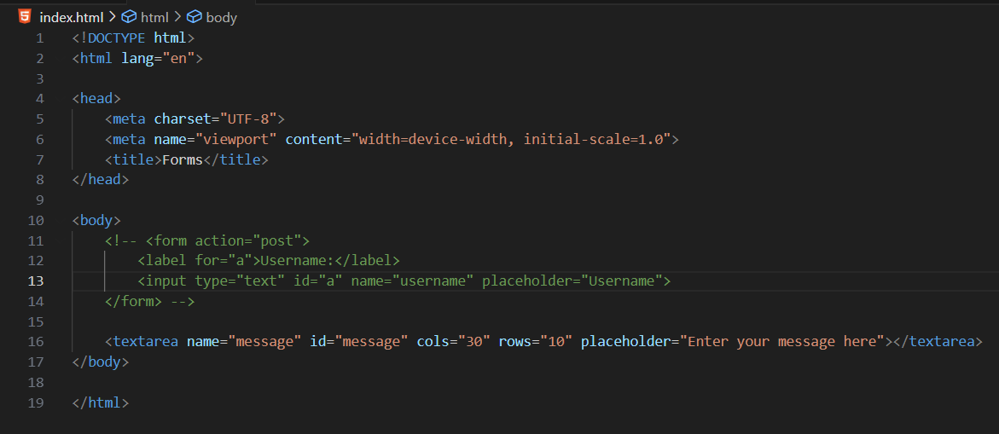 index.html > html > body
1 <!DOCTYPE html>
2 <html lang="en">
3
4 <head>
5     <meta charset="UTF-8">
6     <meta name="viewport" content="width=device-width, initial-scale=1.0">
7     <title>Forms</title>
8 </head>
9
10 <body>
11     <!-- <form action="post">
12         <label for="a">Username:</label>
13         <input type="text" id="a" name="username" placeholder="Username">
14     </form> -->
15
16     <textarea name="message" id="message" cols="30" rows="10" placeholder="Enter your message here"></textarea>
17 </body>
18
19 </html>